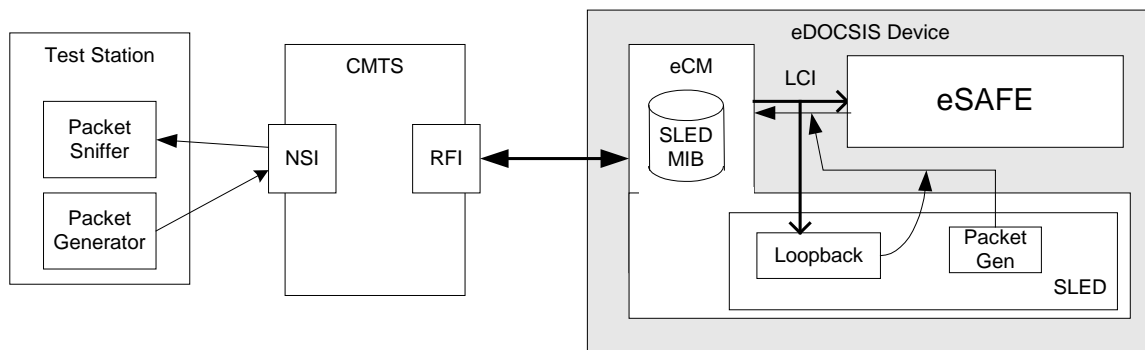 eDOCSIS Device
Test Station
CMTS
eCM
LCI
eSAFE
Packet
Sniffer
SLED
MIB
NSI
RFI
Packet
Generator
Loopback
Packet
Gen
SLED